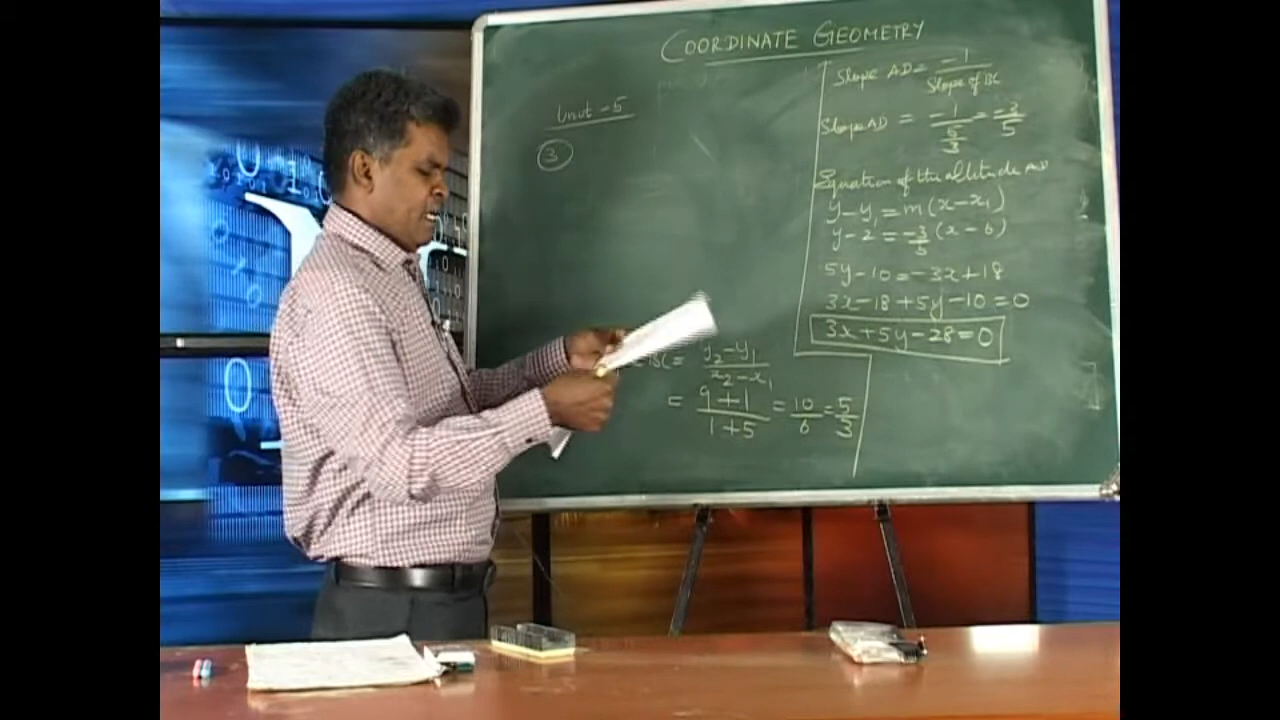 COORDINATE GEOMETRY
Unit - 5
3
BC = y₂-y₁/x₂-x₁
= 9+1/1+5 = 10/6 = 5/3
Slope AD = -1/Slope of BC
Slope AD = -1/(5/3) = -3/5
Equation of the altitude AD
y-y₁ = m(x-x₁)
y-2 = -3/5 (x-6)
5y-10 = -3x+18
3x-18+5y-10=0
3x+5y-28=0